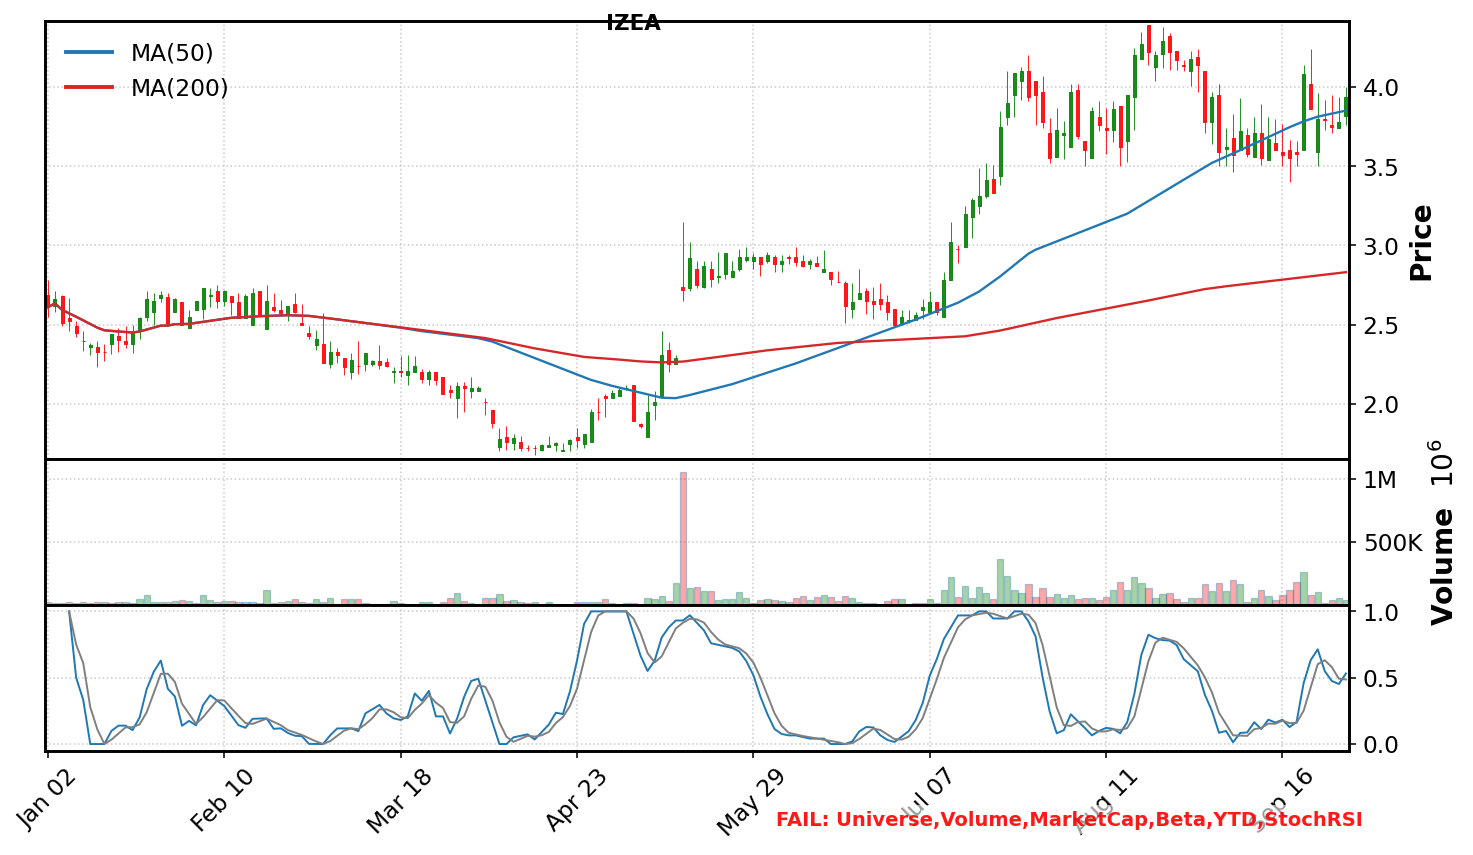 IZEA
MA(50)
MA(200)
4.0
3.5
3.0
2.5
2.0
Price
1M
500K
Volume 10⁶
1.0
0.5
0.0
Jan 02
Feb 10
Mar 18
Apr 23
May 29
Jul 07
Aug 11
Sep 16
FAIL: Universe,Volume,MarketCap,Beta,YTD,StochRSI